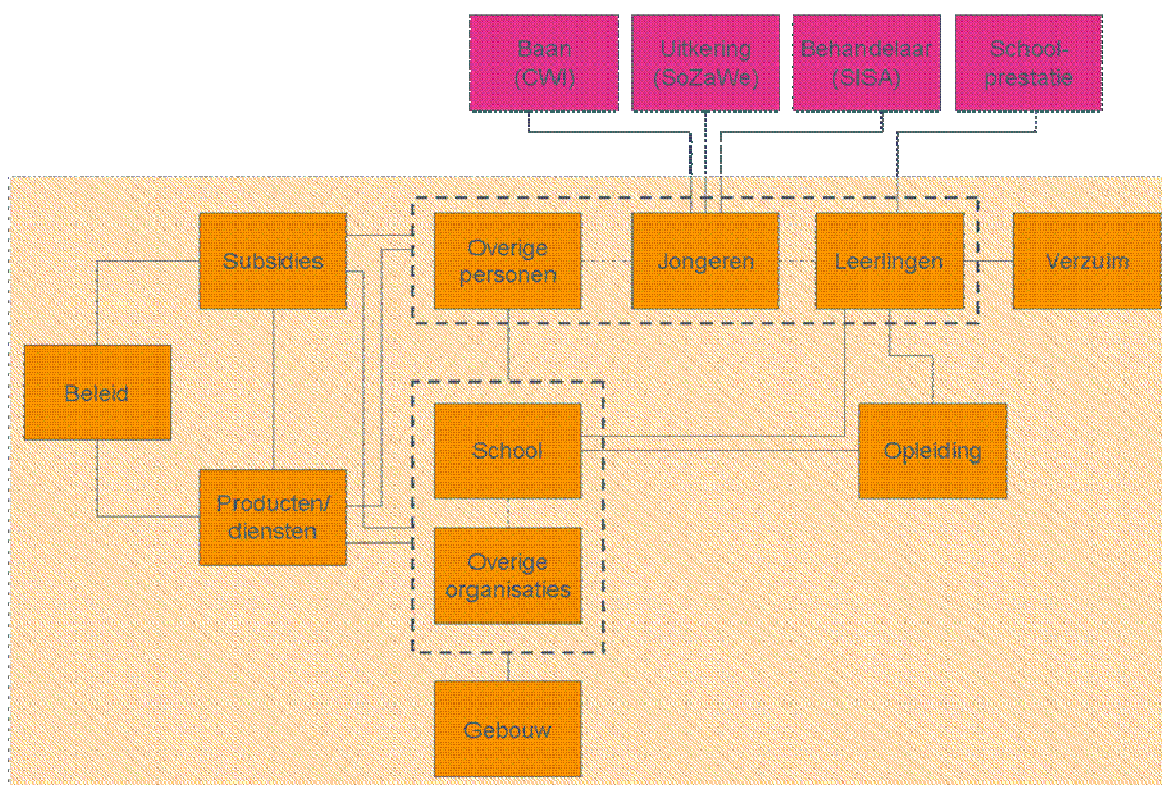 Baan
(CWI)
Uitkering
(SoZaWe)
Behandelaar
(SISA)
School-
prestatie
Subsidies
Overige
personen
Jongeren
Leerlingen
Verzuim
Beleid
School
Opleiding
Producten/
diensten
Overige
organisaties
Gebouw